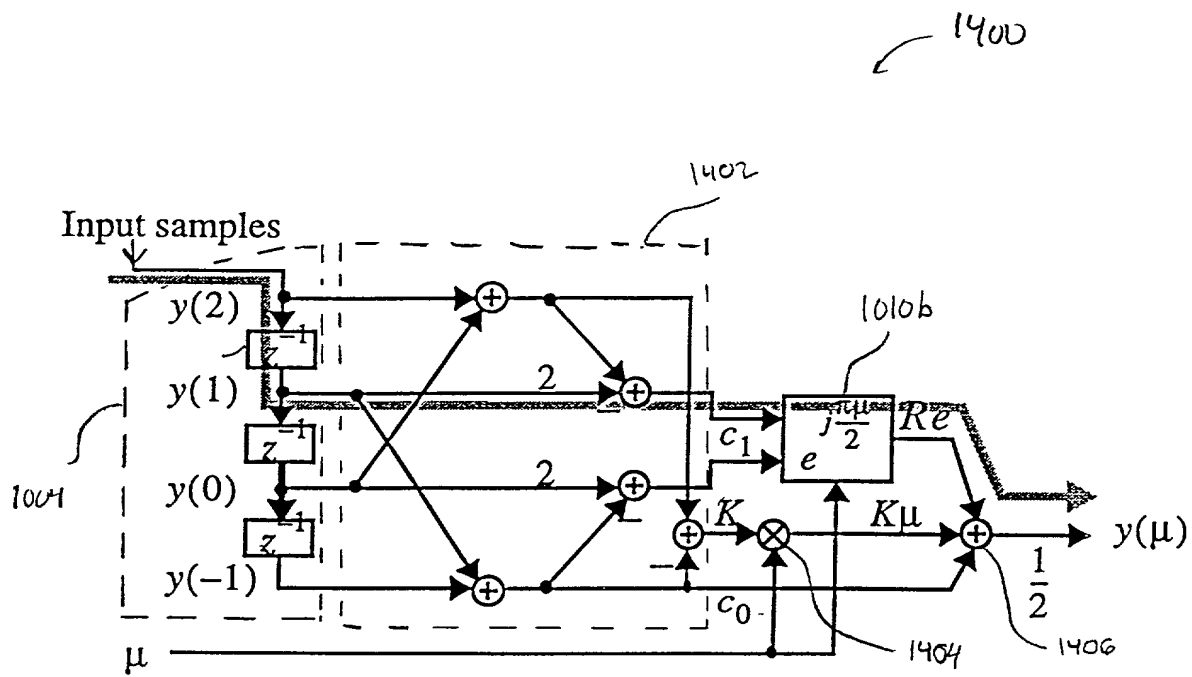 1400
1402
Input samples
1010b
y(2)
z⁻¹
y(1)
2
−
c₁
e^{jπμ/2}
Re
z⁻¹
1004
y(0)
2
−
z⁻¹
K
Kμ
y(μ)
−
y(−1)
c₀
1/2
μ
1404
1406